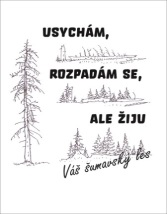 USYCHÁM,
ROZPADÁM SE,
ALE ŽIJU
Váš šumavský les